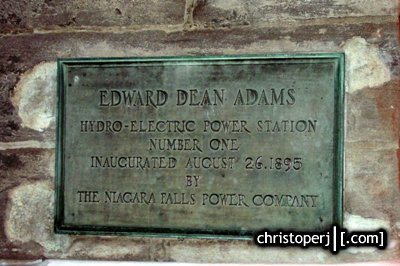 EDWARD DEAN ADAMS
HYDRO-ELECTRIC POWER STATION
NUMBER ONE
INAUGURATED AUGUST 26.1895
BY
THE NIAGARA FALLS POWER COMPANY
christoperj|[.com]